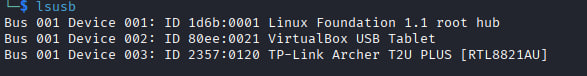 └─$ lsusb
Bus 001 Device 001: ID 1d6b:0001 Linux Foundation 1.1 root hub
Bus 001 Device 002: ID 80ee:0021 VirtualBox USB Tablet
Bus 001 Device 003: ID 2357:0120 TP-Link Archer T2U PLUS [RTL8821AU]